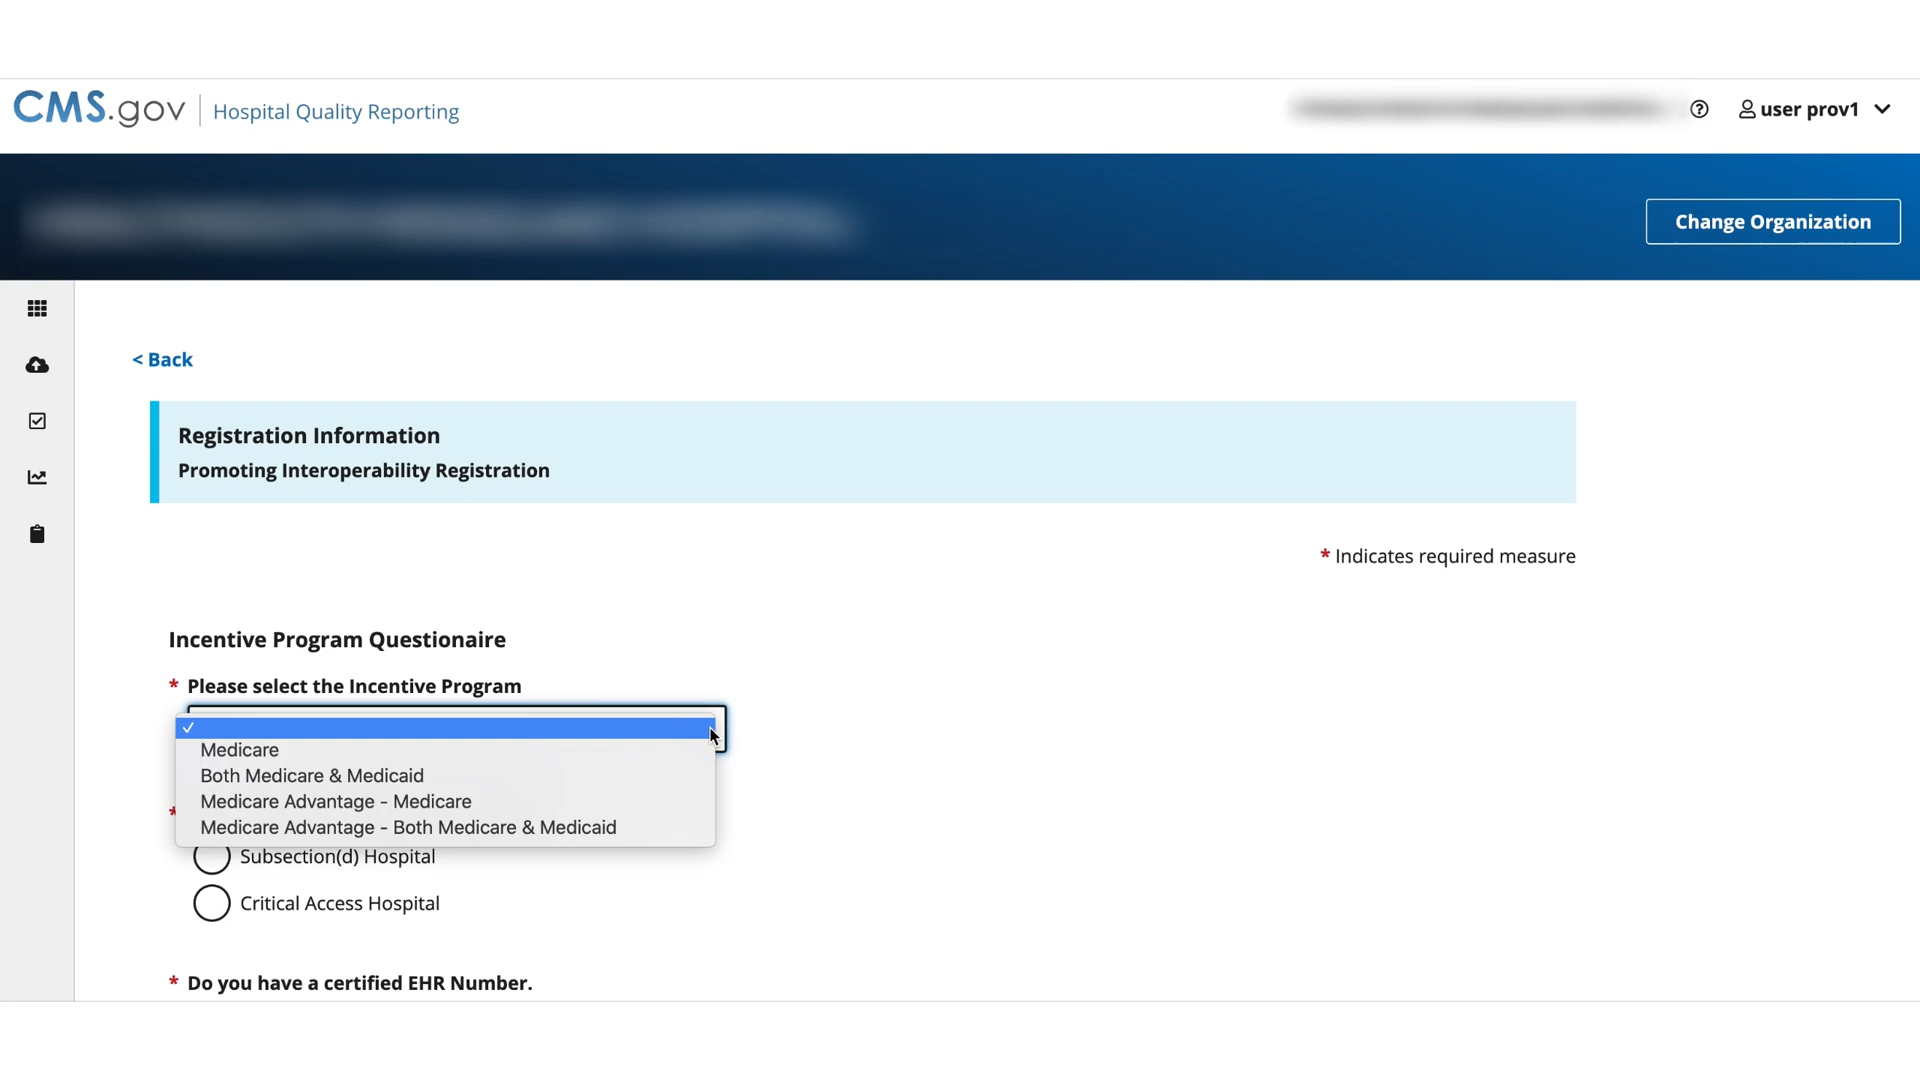 CMS.gov Hospital Quality Reporting
user prov1
Change Organization
< Back
Registration Information
Promoting Interoperability Registration
* Indicates required measure
Incentive Program Questionaire
* Please select the Incentive Program
Medicare
Both Medicare & Medicaid
Medicare Advantage - Medicare
Medicare Advantage - Both Medicare & Medicaid
*
Subsection(d) Hospital
Critical Access Hospital
* Do you have a certified EHR Number.